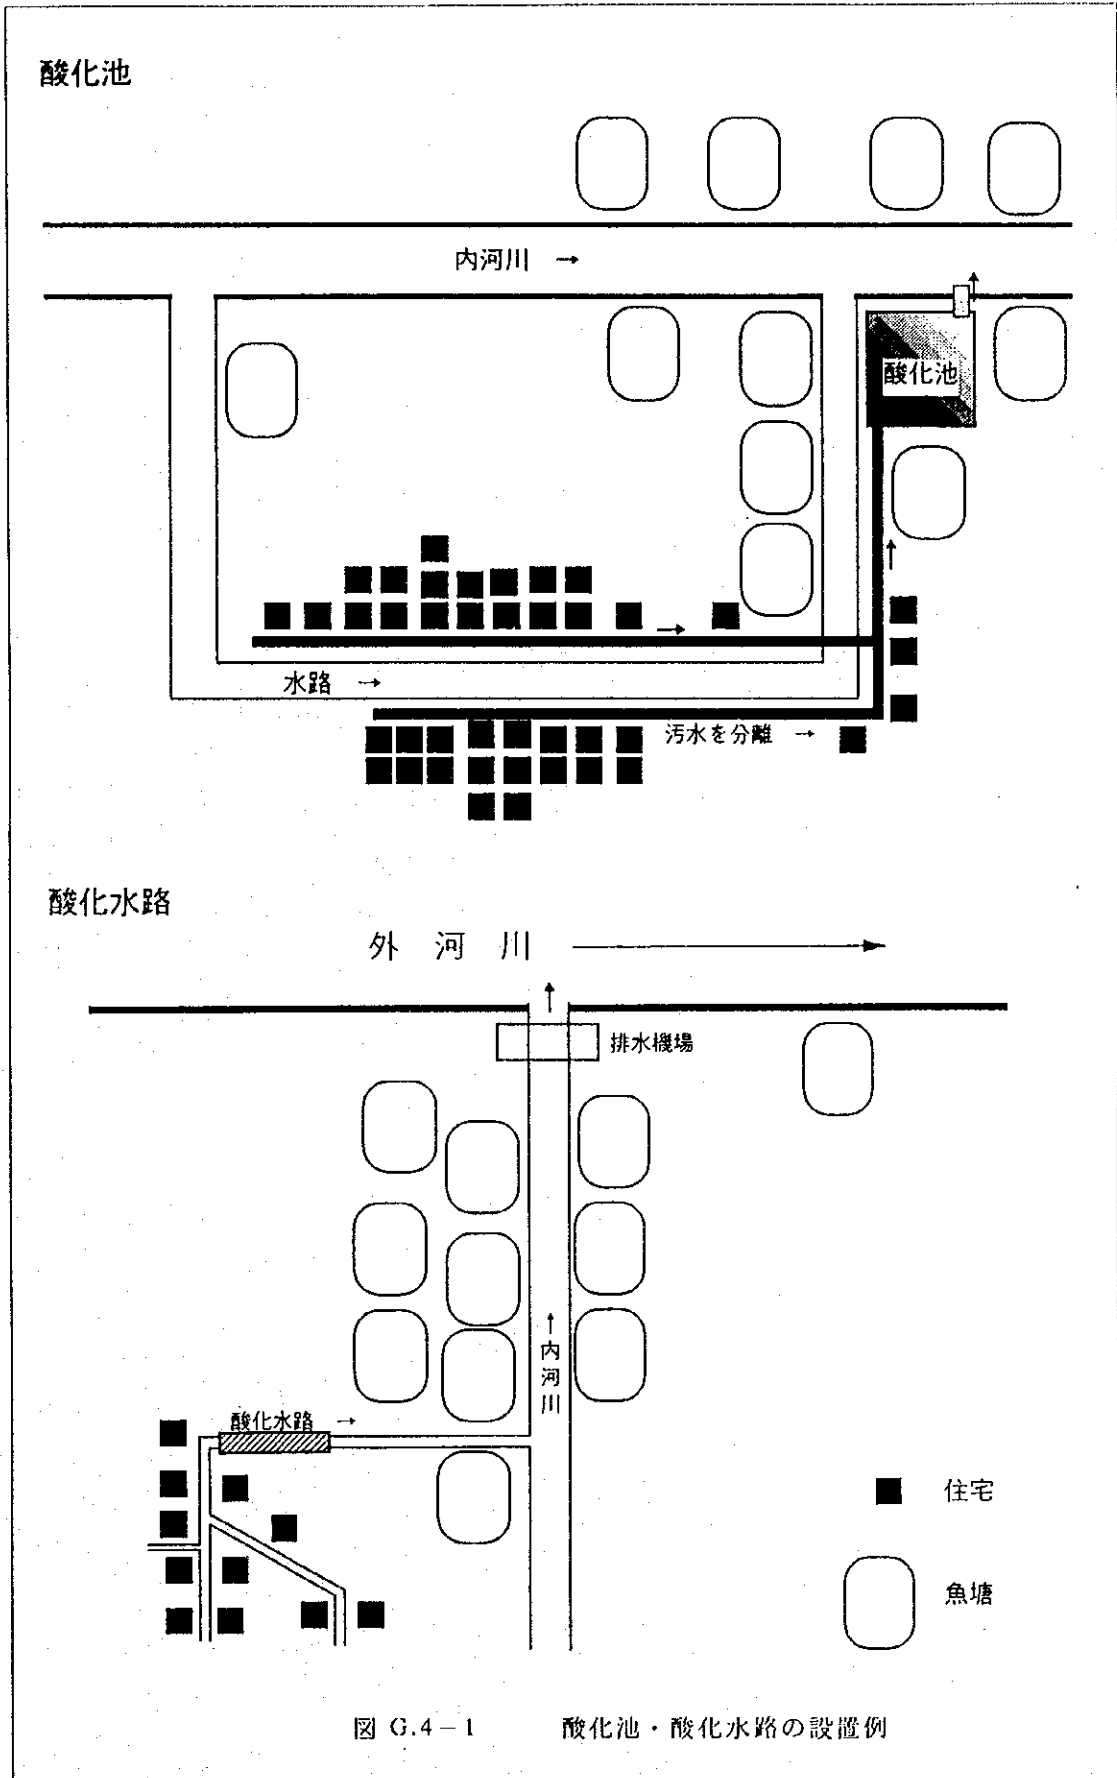 酸化池
内河川 →
酸化池
水路 →
汚水を分離 →
酸化水路
外 河 川
排水機場
内河川
酸化水路 →
住宅
魚塘
図 G.4-1 酸化池・酸化水路の設置例